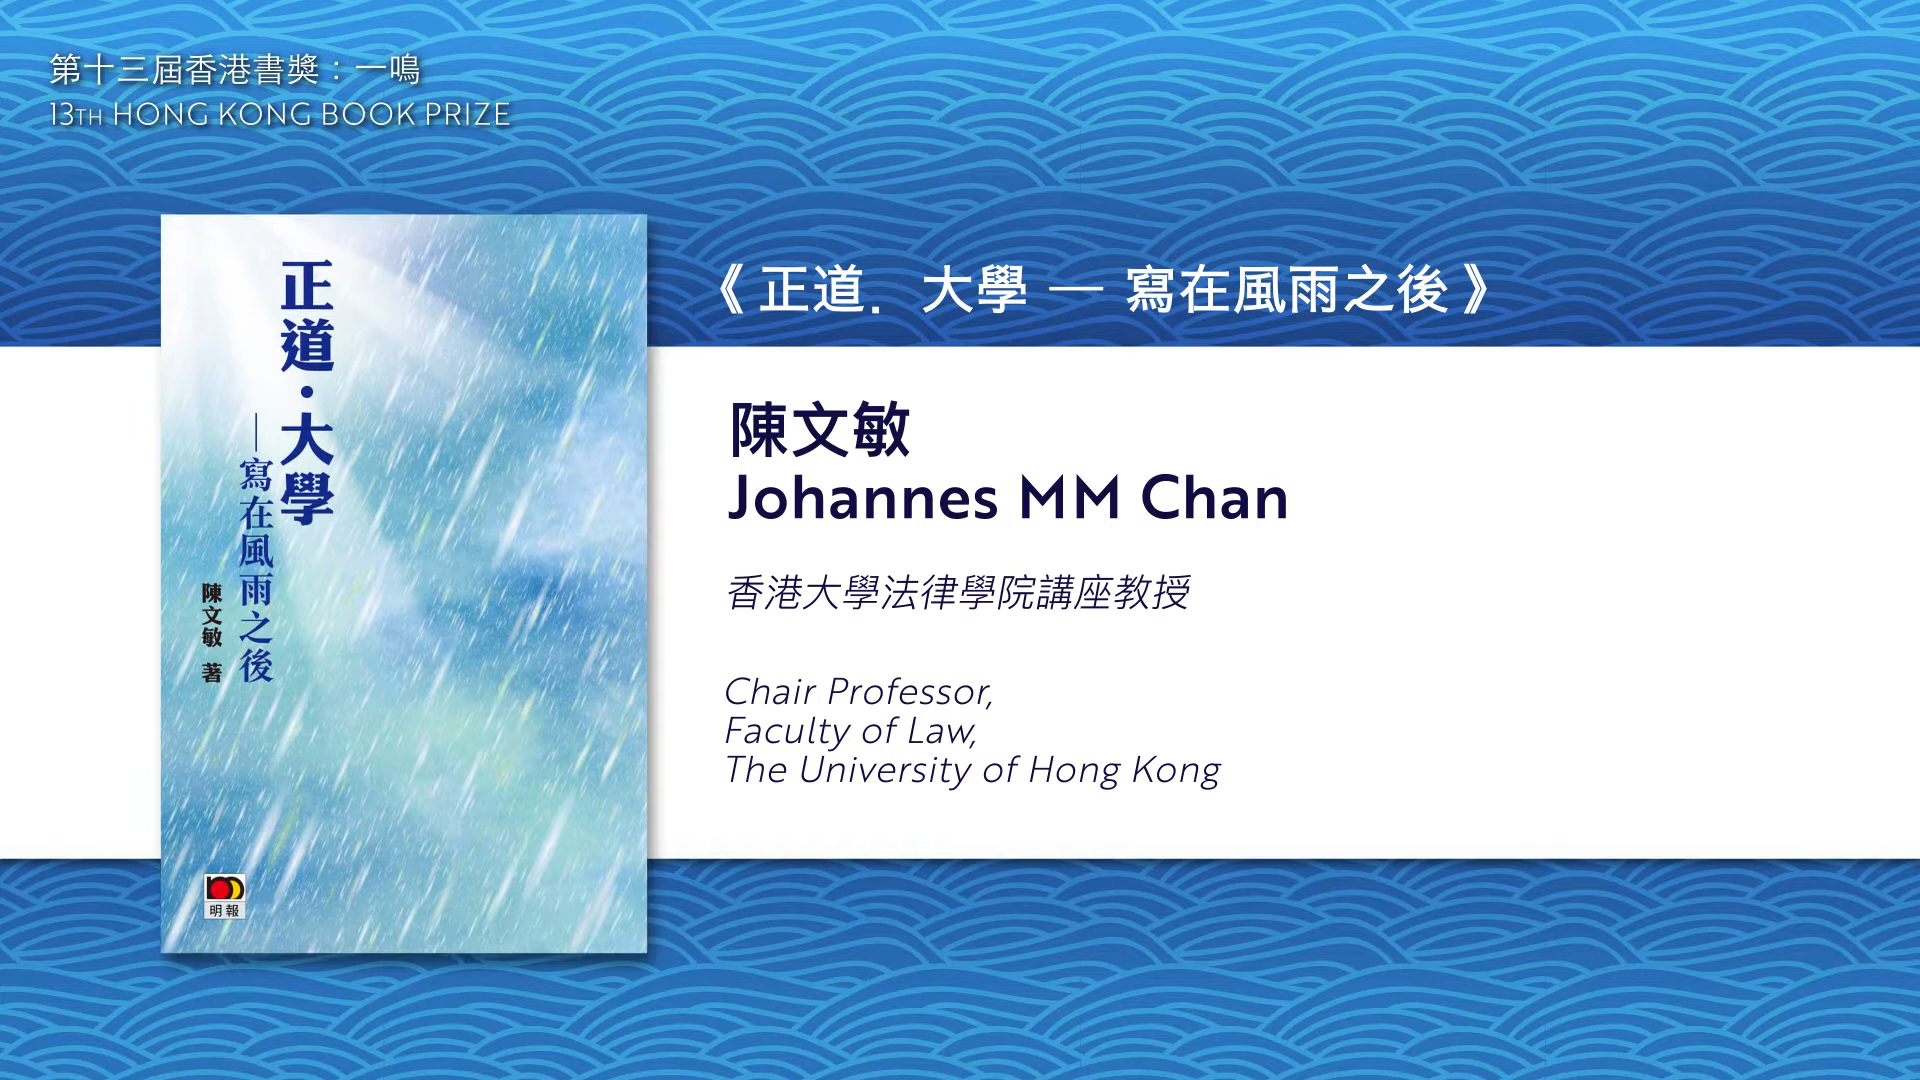 第十三屆香港書獎：一鳴
13TH HONG KONG BOOK PRIZE
正道·大學
—寫在風雨之後
陳文敏 著
明報
《正道．大學 — 寫在風雨之後》
陳文敏
Johannes MM Chan
香港大學法律學院講座教授
Chair Professor,
Faculty of Law,
The University of Hong Kong